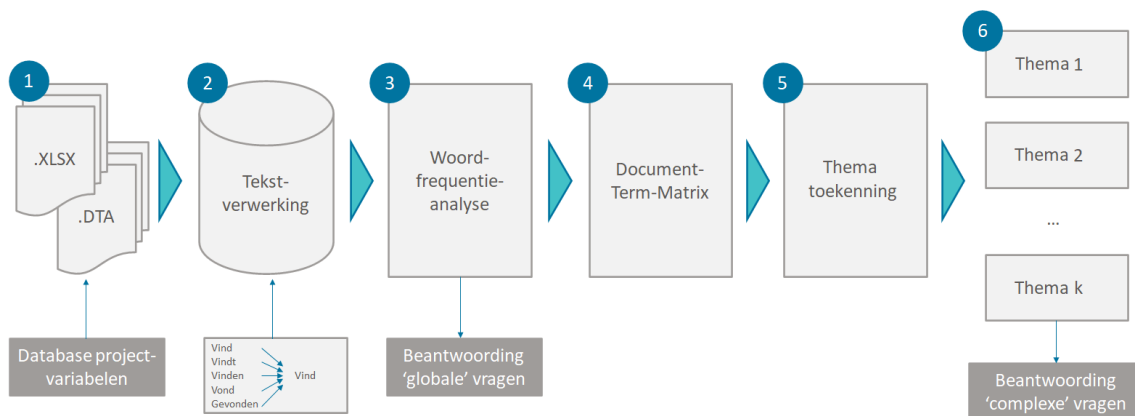 1
.XLSX
.DTA
Database project-
variabelen
2
Tekst-
verwerking
Vind
Vindt
Vinden
Vond
Gevonden
Vind
3
Woord-
frequentie-
analyse
Beantwoording
'globale' vragen
4
Document-
Term-Matrix
5
Thema
toekenning
6
Thema 1
Thema 2
...
Thema k
Beantwoording
'complexe' vragen